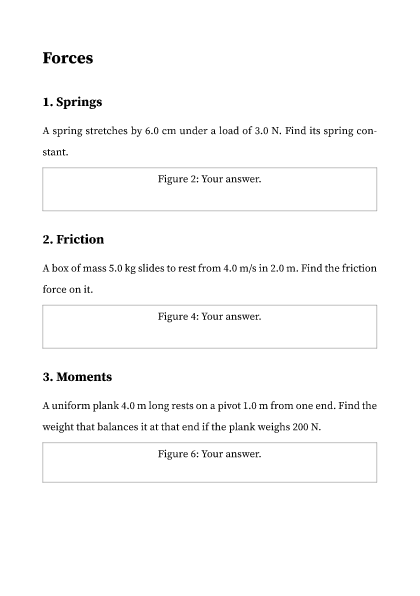 Forces
1. Springs
A spring stretches by 6.0 cm under a load of 3.0 N. Find its spring con-
stant.
Figure 2: Your answer.
2. Friction
A box of mass 5.0 kg slides to rest from 4.0 m/s in 2.0 m. Find the friction
force on it.
Figure 4: Your answer.
3. Moments
A uniform plank 4.0 m long rests on a pivot 1.0 m from one end. Find the
weight that balances it at that end if the plank weighs 200 N.
Figure 6: Your answer.